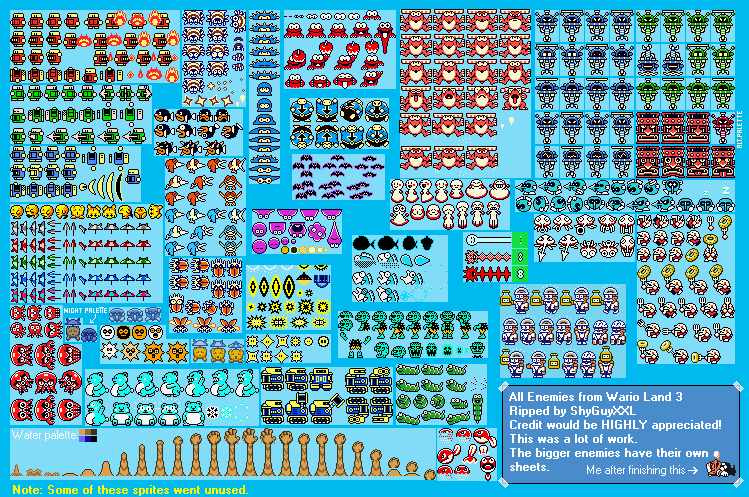 NIGHT PALETTE
Z
z
All Enemies from Wario Land 3
Ripped by ShyGuyXXL
Credit would be HIGHLY appreciated!
This was a lot of work.
The bigger enemies have their own
sheets. Me after finishing this →
Water palette:
Note: Some of these sprites went unused.